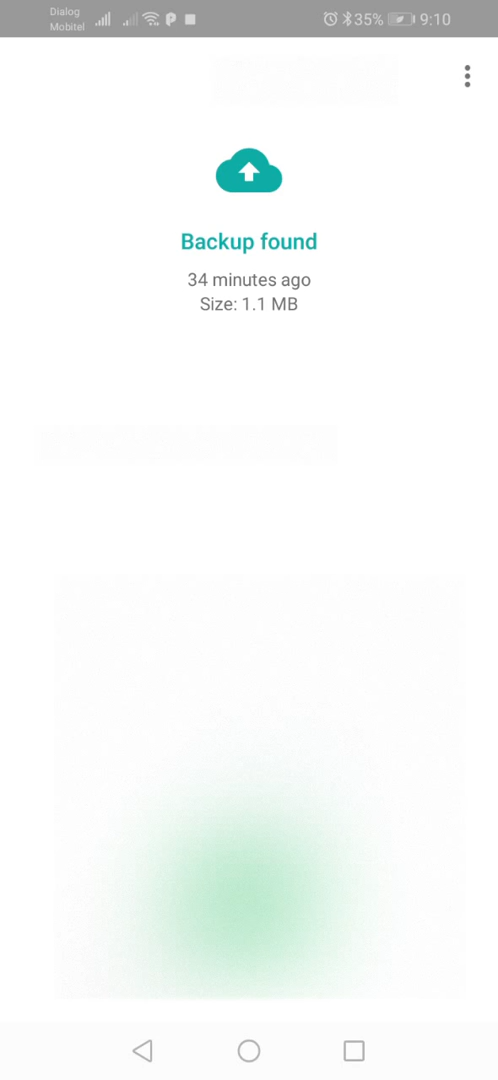 Dialog
Mobitel
35% 9:10
Backup found
34 minutes ago
Size: 1.1 MB